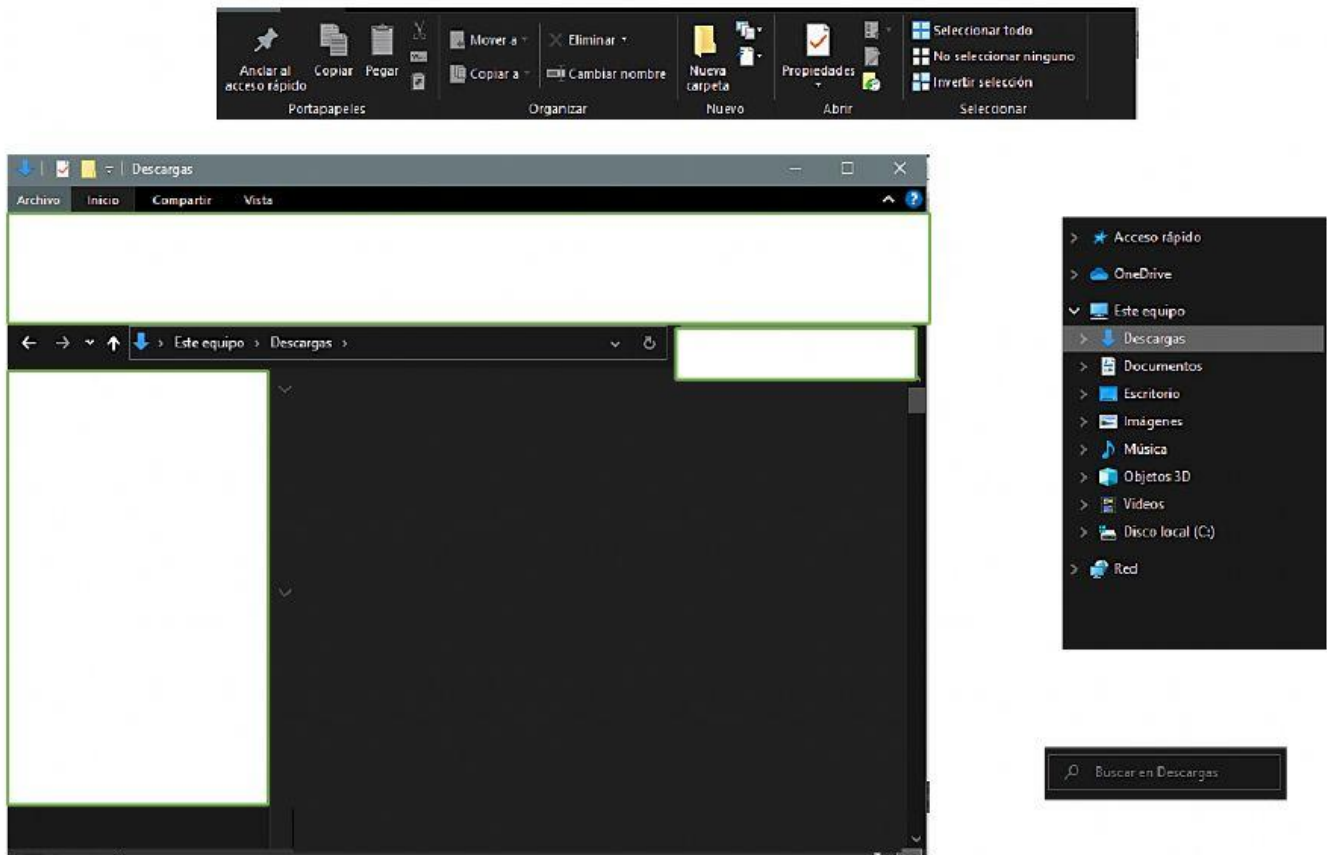 Anclar al acceso rápido
Copiar
Pegar
Portapapeles
Mover a
Copiar a
Eliminar
Cambiar nombre
Organizar
Nueva carpeta
Nuevo
Propiedades
Abrir
Seleccionar todo
No seleccionar ninguno
Invertir selección
Seleccionar
Descargas
Archivo Inicio Compartir Vista
Este equipo > Descargas >
Acceso rápido
OneDrive
Este equipo
Descargas
Documentos
Escritorio
Imágenes
Música
Objetos 3D
Videos
Disco local (C:)
Red
Buscar en Descargas